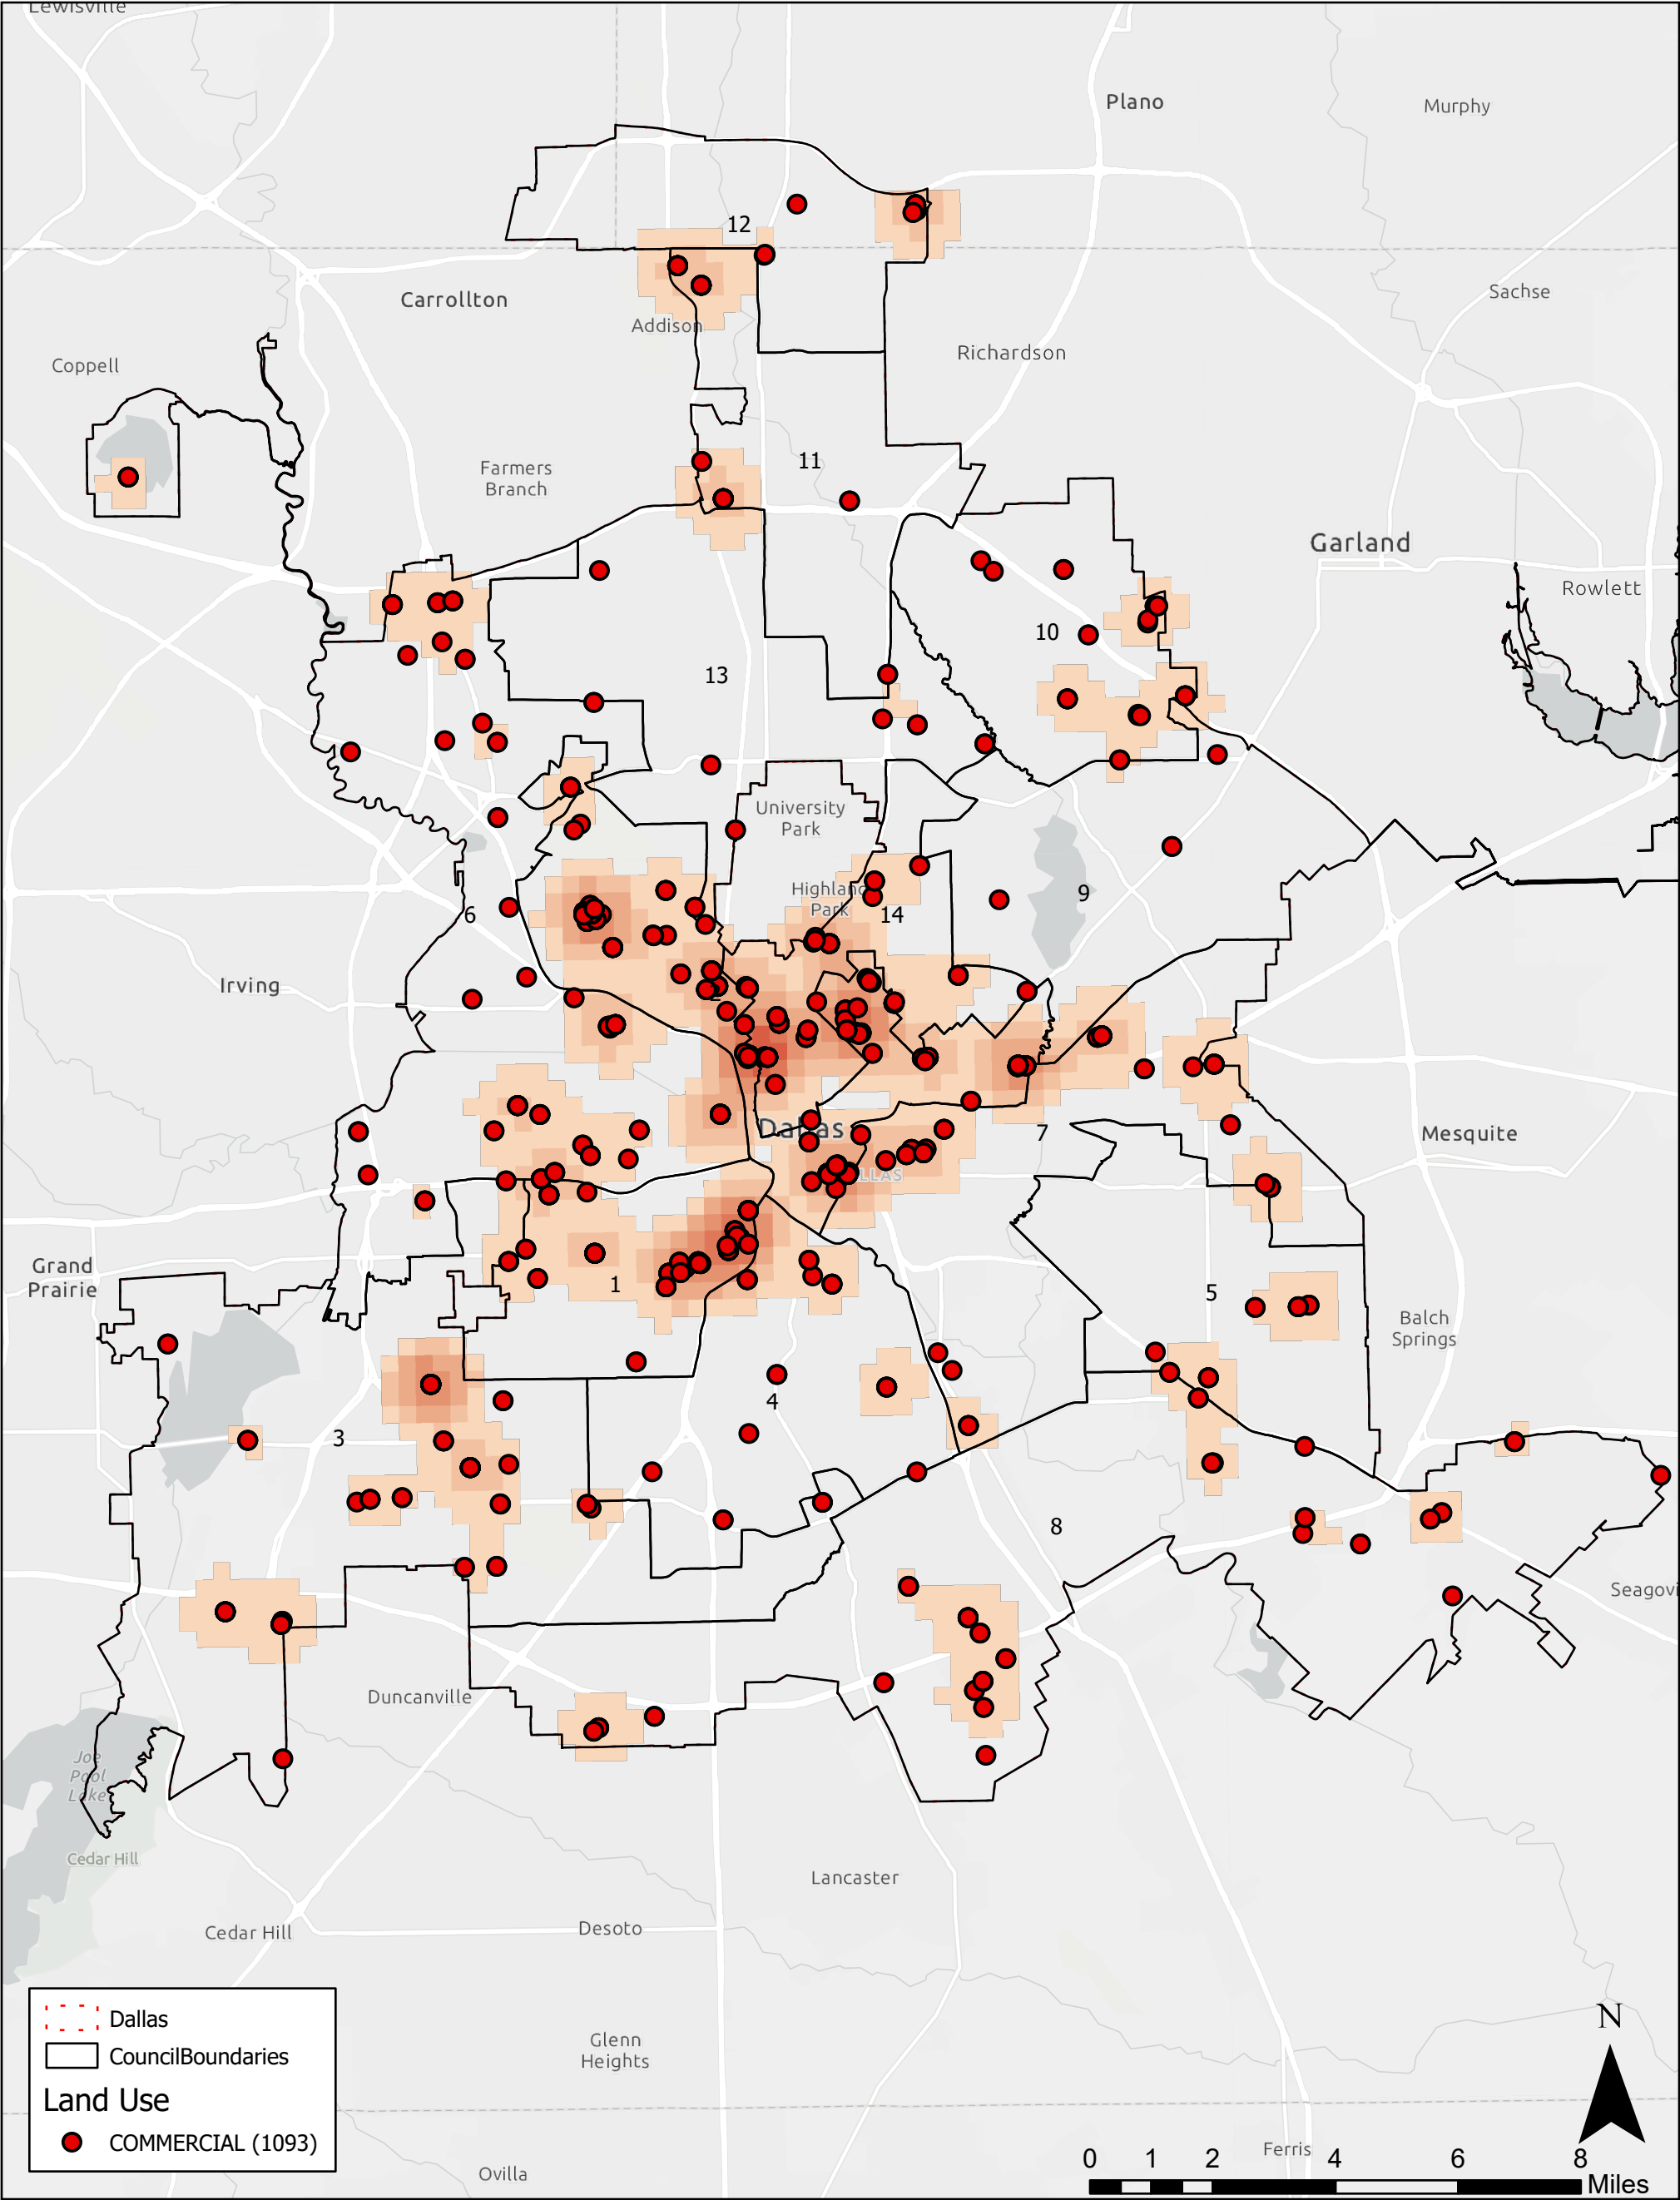 Lewisville
Plano
Murphy
12
Carrollton
Sachse
Addison
Richardson
Coppell
11
Farmers
Branch
Garland
Rowlett
10
13
University
Park
Highland
Park
9
14
6
Irving
2
Dallas
7
Mesquite
LLAS
Grand
Prairie
1
5
Balch
Springs
4
3
8
Seagovi
Duncanville
Joe
Pool
Lake
Cedar Hill
Lancaster
Cedar Hill
Desoto
Dallas
CouncilBoundaries
Land Use
COMMERCIAL (1093)
Glenn
Heights
N
Ferris
Ovilla
0 1 2 4 6 8
Miles